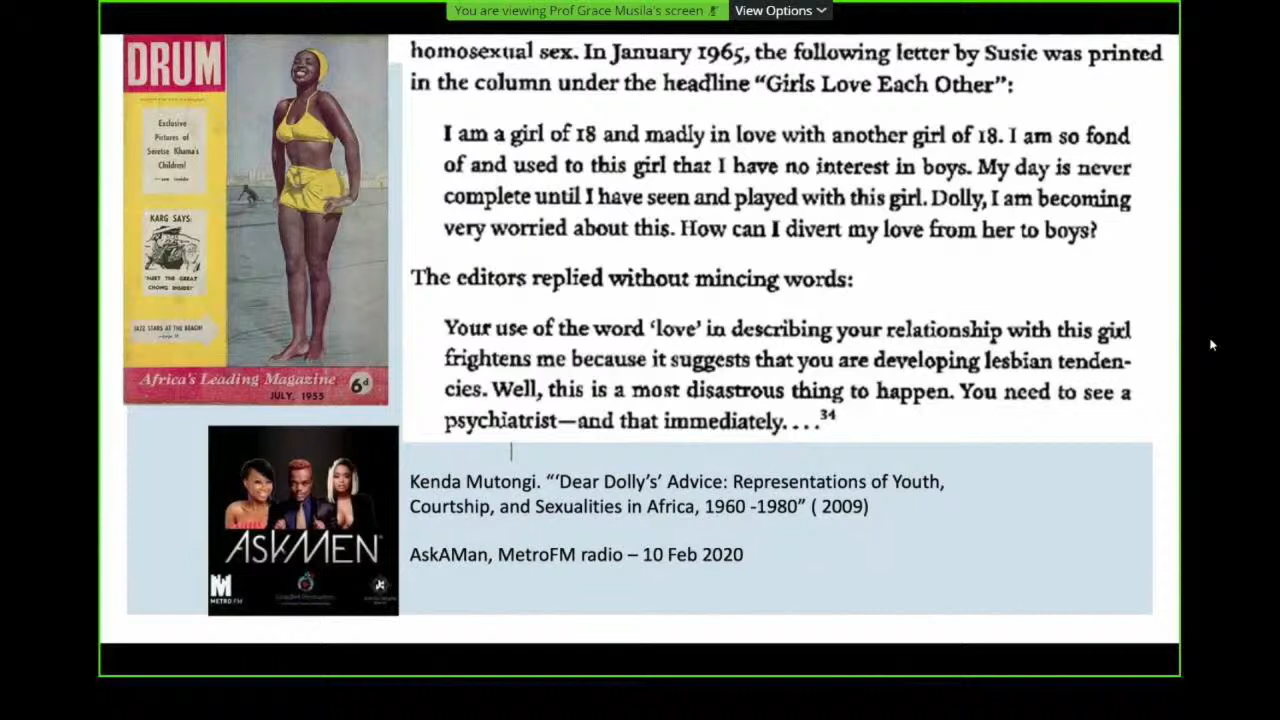 You are viewing Prof Grace Musila's screen
View Options
DRUM
Exclusive
Pictures of
Seretse Khama's
Children!
—see inside
KARG SAYS:
"MEET THE GREAT
CHONG INSIDE!"
JAZZ STARS AT THE BEACH!
Africa's Leading Magazine
6d
JULY, 1955
homosexual sex. In January 1965, the following letter by Susie was printed
in the column under the headline “Girls Love Each Other”:
I am a girl of 18 and madly in love with another girl of 18. I am so fond
of and used to this girl that I have no interest in boys. My day is never
complete until I have seen and played with this girl. Dolly, I am becoming
very worried about this. How can I divert my love from her to boys?
The editors replied without mincing words:
Your use of the word ‘love’ in describing your relationship with this girl
frightens me because it suggests that you are developing lesbian tenden-
cies. Well, this is a most disastrous thing to happen. You need to see a
psychiatrist—and that immediately. . . .34
ASKMEN
METRO FM
Kenda Mutongi. “‘Dear Dolly’s’ Advice: Representations of Youth,
Courtship, and Sexualities in Africa, 1960 -1980” ( 2009)
AskAMan, MetroFM radio – 10 Feb 2020